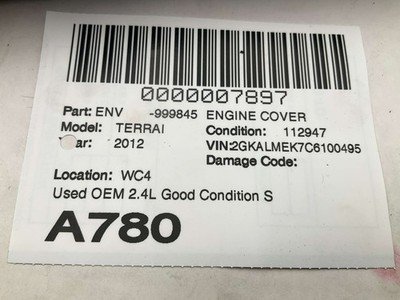 0000007897
Part: ENV -999845 ENGINE COVER
Model: TERRAI Condition: 112947
ar: 2012 VIN:2GKALMEK7C6100495
Damage Code:
Location: WC4
Used OEM 2.4L Good Condition S
A780